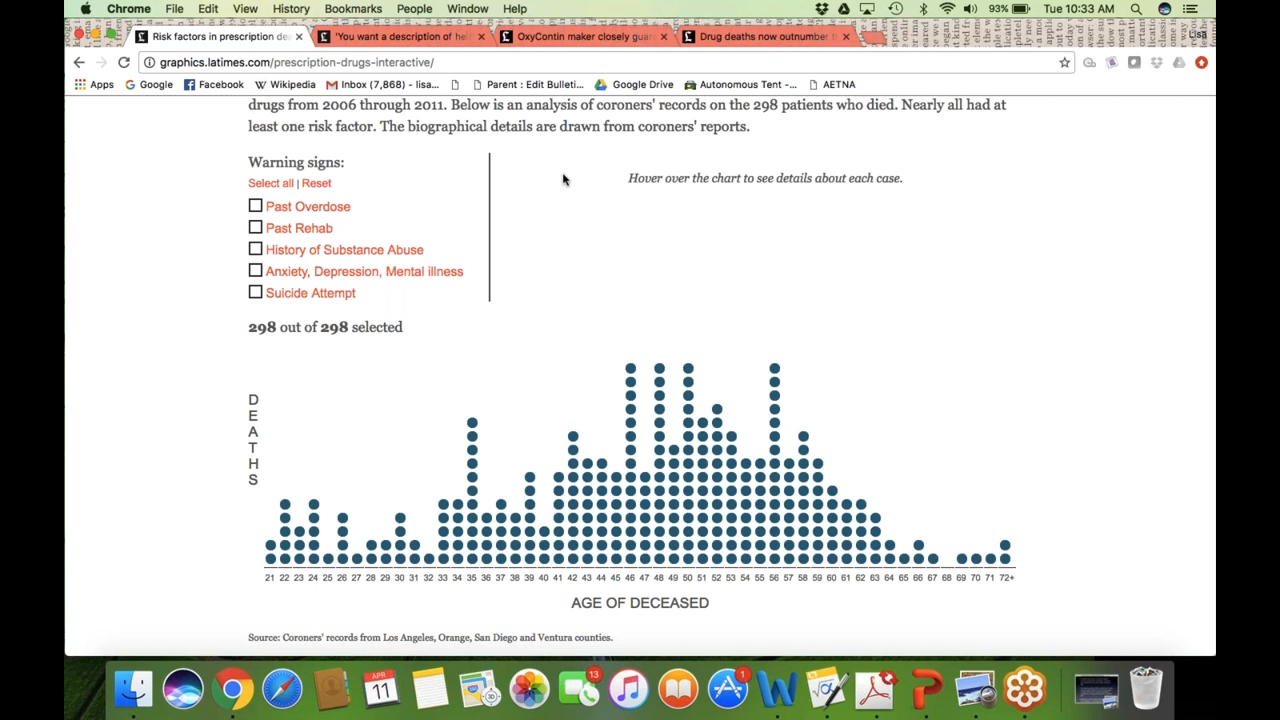 Chrome File Edit View History Bookmarks People Window Help 93% Tue 10:33 AM
Risk factors in prescription de
'You want a description of hell
OxyContin maker closely guar
Drug deaths now outnumber t
Lisa
graphics.latimes.com/prescription-drugs-interactive/
Apps Google Facebook Wikipedia Inbox (7,868) - lisa... Parent : Edit Bulleti... Google Drive Autonomous Tent -... AETNA
drugs from 2006 through 2011. Below is an analysis of coroners' records on the 298 patients who died. Nearly all had at
least one risk factor. The biographical details are drawn from coroners' reports.
Warning signs:
Select all | Reset
Past Overdose
Past Rehab
History of Substance Abuse
Anxiety, Depression, Mental illness
Suicide Attempt
Hover over the chart to see details about each case.
298 out of 298 selected
DEATHS
21 22 23 24 25 26 27 28 29 30 31 32 33 34 35 36 37 38 39 40 41 42 43 44 45 46 47 48 49 50 51 52 53 54 55 56 57 58 59 60 61 62 63 64 65 66 67 68 69 70 71 72+
AGE OF DECEASED
Source: Coroners' records from Los Angeles, Orange, San Diego and Ventura counties.
APR
11
13
1